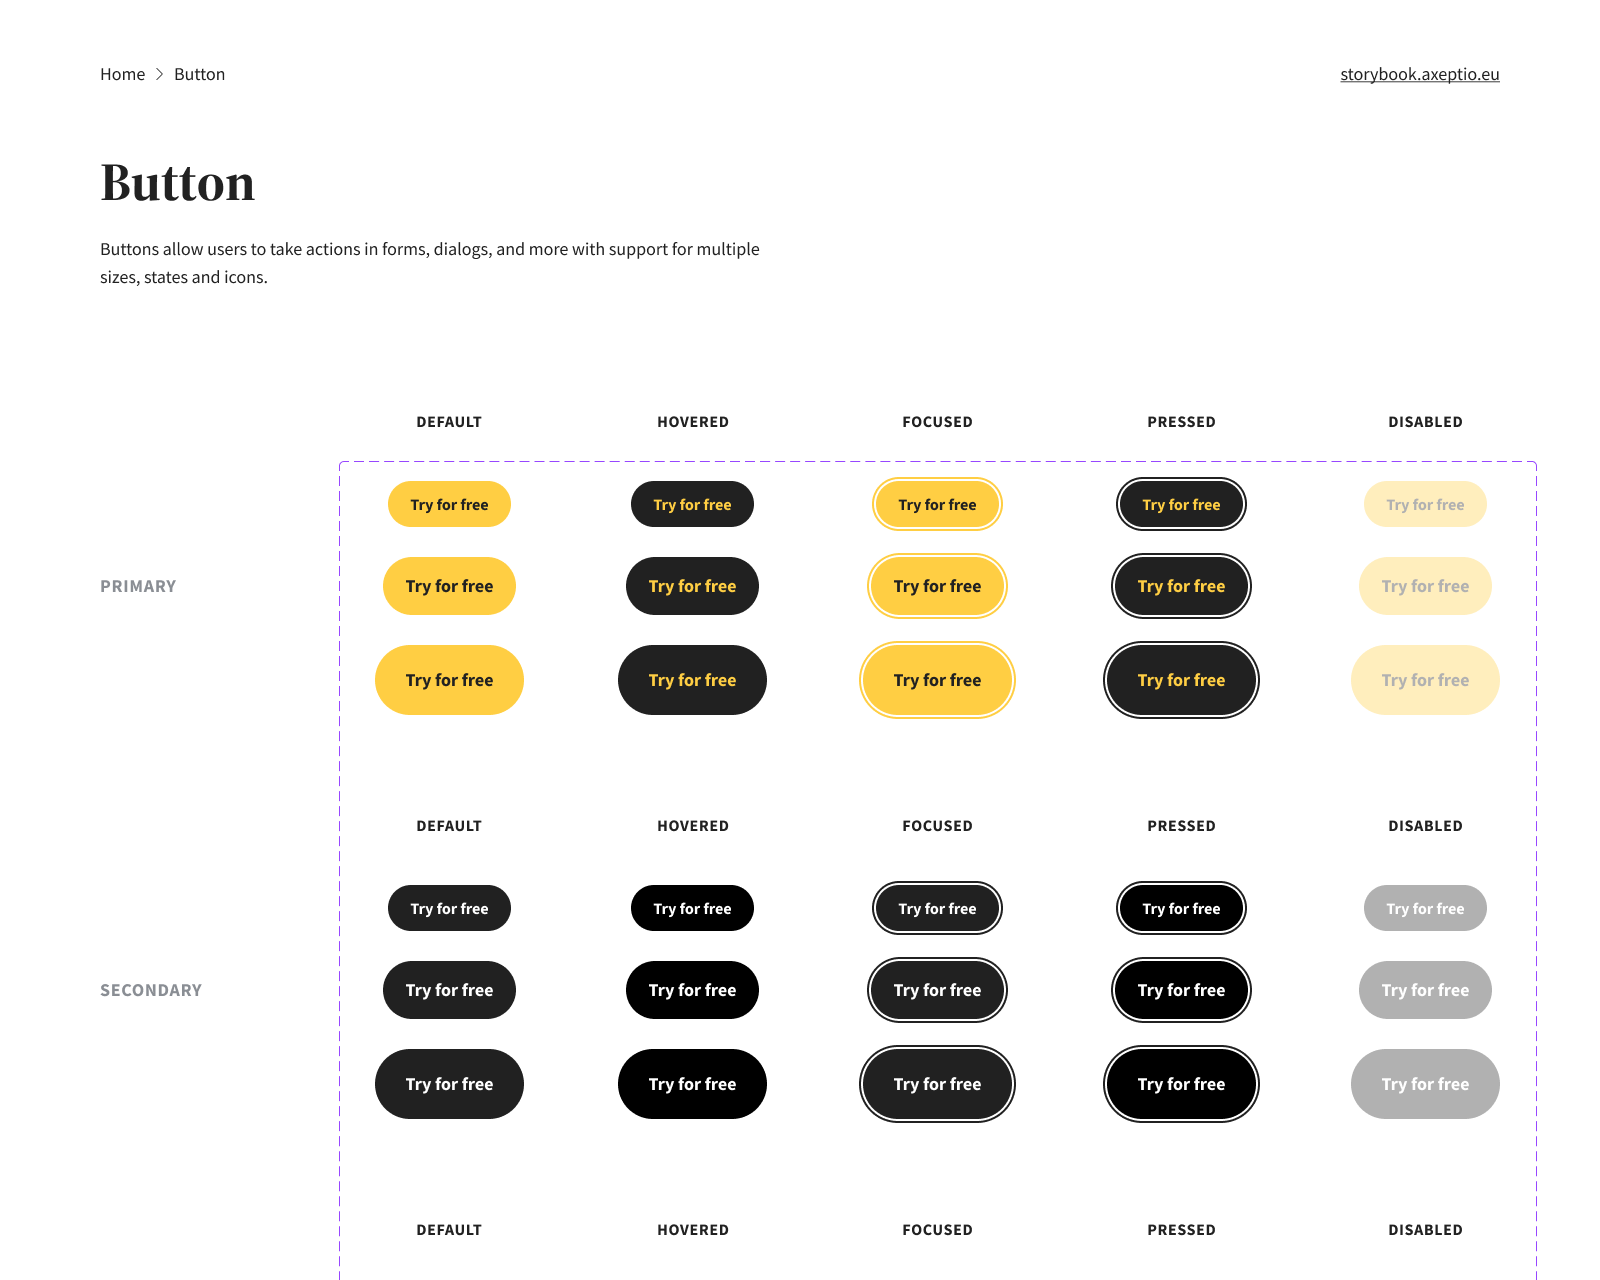 Home > Button
storybook.axeptio.eu
Button
Buttons allow users to take actions in forms, dialogs, and more with support for multiple
sizes, states and icons.
DEFAULT HOVERED FOCUSED PRESSED DISABLED
Try for free Try for free Try for free Try for free Try for free
PRIMARY Try for free Try for free Try for free Try for free Try for free
Try for free Try for free Try for free Try for free Try for free
DEFAULT HOVERED FOCUSED PRESSED DISABLED
Try for free Try for free Try for free Try for free Try for free
SECONDARY Try for free Try for free Try for free Try for free Try for free
Try for free Try for free Try for free Try for free Try for free
DEFAULT HOVERED FOCUSED PRESSED DISABLED